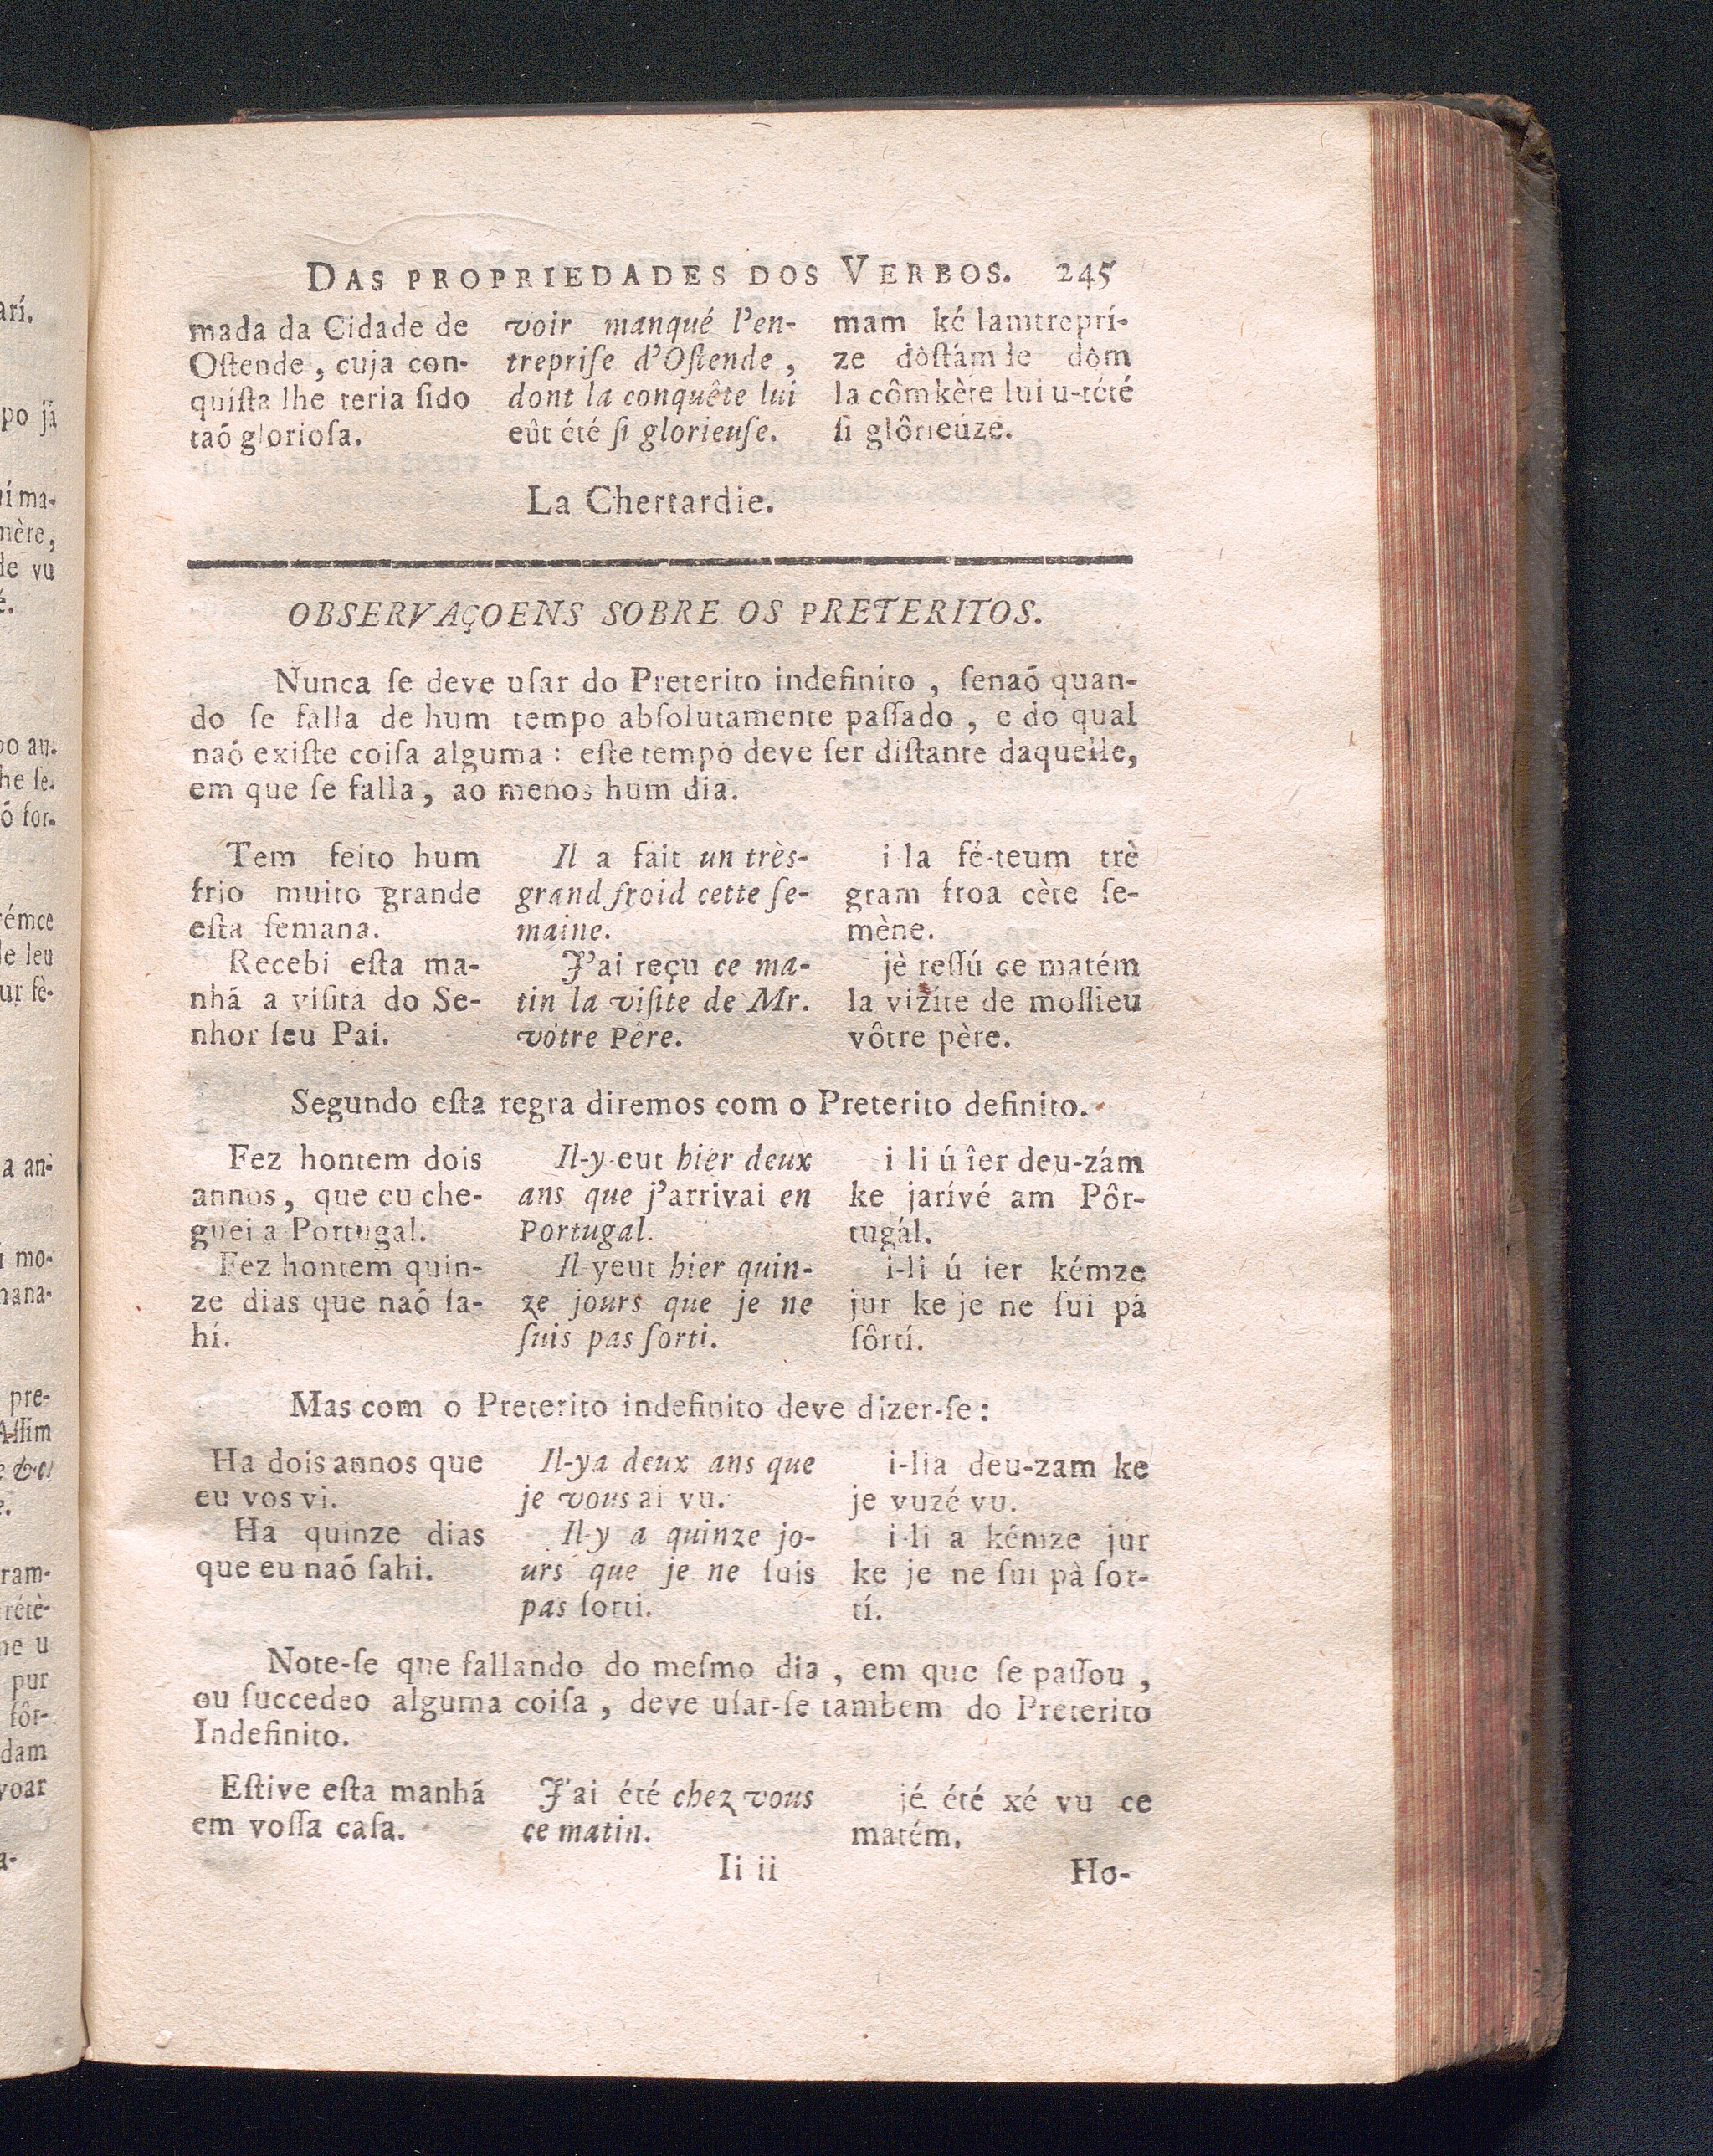 DAS PROPRIEDADES DOS VERBOS. 245
mada da Cidade de
Oſtende, cuja con-
quiſta lhe teria ſido
taõ glorioſa.
voir manqué l'en-
trepriſe d'Oſtende,
dont la conquête lui
eût été ſi glorieuſe.
mam ké lamtreprí-
ze dôſtámde dôm
la cômkète lui u-tété
ſi glôrieúze.
La Chertardie.
OBSERVAÇOENS SOBRE OS PRETERITOS.
Nunca ſe deve uſar do Preterito indefinito, ſenaõ quan-
do ſe falla de hum tempo abſolutamente paſſado, e do qual
naõ exiſte coiſa alguma: eſte tempo deve ſer diſtante daquelle,
em que ſe falla, ao menos hum dia.
Tem feito hum
frio muito grande
eſta ſemana.
Recebi eſta ma-
nhã a viſita do Se-
nhor ſeu Pai.
Il a fait un très-
grand froid cette ſe-
maine.
J'ai reçu ce ma-
tin la viſite de Mr.
vòtre Pére.
i la fé-teum trè
gram froa cète ſe-
mène.
jè reſſú ce matém
la vizíte de moſſieu
vôtre père.
Segundo eſta regra diremos com o Preterito definito.
Fez hontem dois
annos, que eu che-
guei a Portugal.
Fez hontem quin-
ze dias que naõ ſa-
hí.
Il-y-eut hier deux
ans que j'arrivai en
Portugal.
Il yeut hier quin-
ze jours que je ne
ſuis pas ſorti.
i li ú îer deu-zám
ke jarívé am Pôr-
tugál.
i-li ú ier kémze
jur ke je ne ſui pá
ſôrtí.
Mas com o Preterito indefinito deve dizer-ſe:
Ha dois annos que
eu vos vi.
Ha quinze dias
que eu naõ ſahi.
Il-ya deux ans que
je vous ai vu.
Il-y a quinze jo-
urs que je ne ſuis
pas ſorti.
i-lia deu-zam ke
je vuzé vu.
i-li a kémze jur
ke je ne ſui pà ſor-
tí.
Note-ſe que fallando do meſmo dia, em que ſe paſſou,
ou ſuccedeo alguma coiſa, deve uſar-ſe tambem do Preterito
Indefinito.
Eſtive eſta manhã
em voſſa caſa.
J'ai été chez vous
ce matin.
jé été xé vu ce
matém.
Ii ii
Ho-